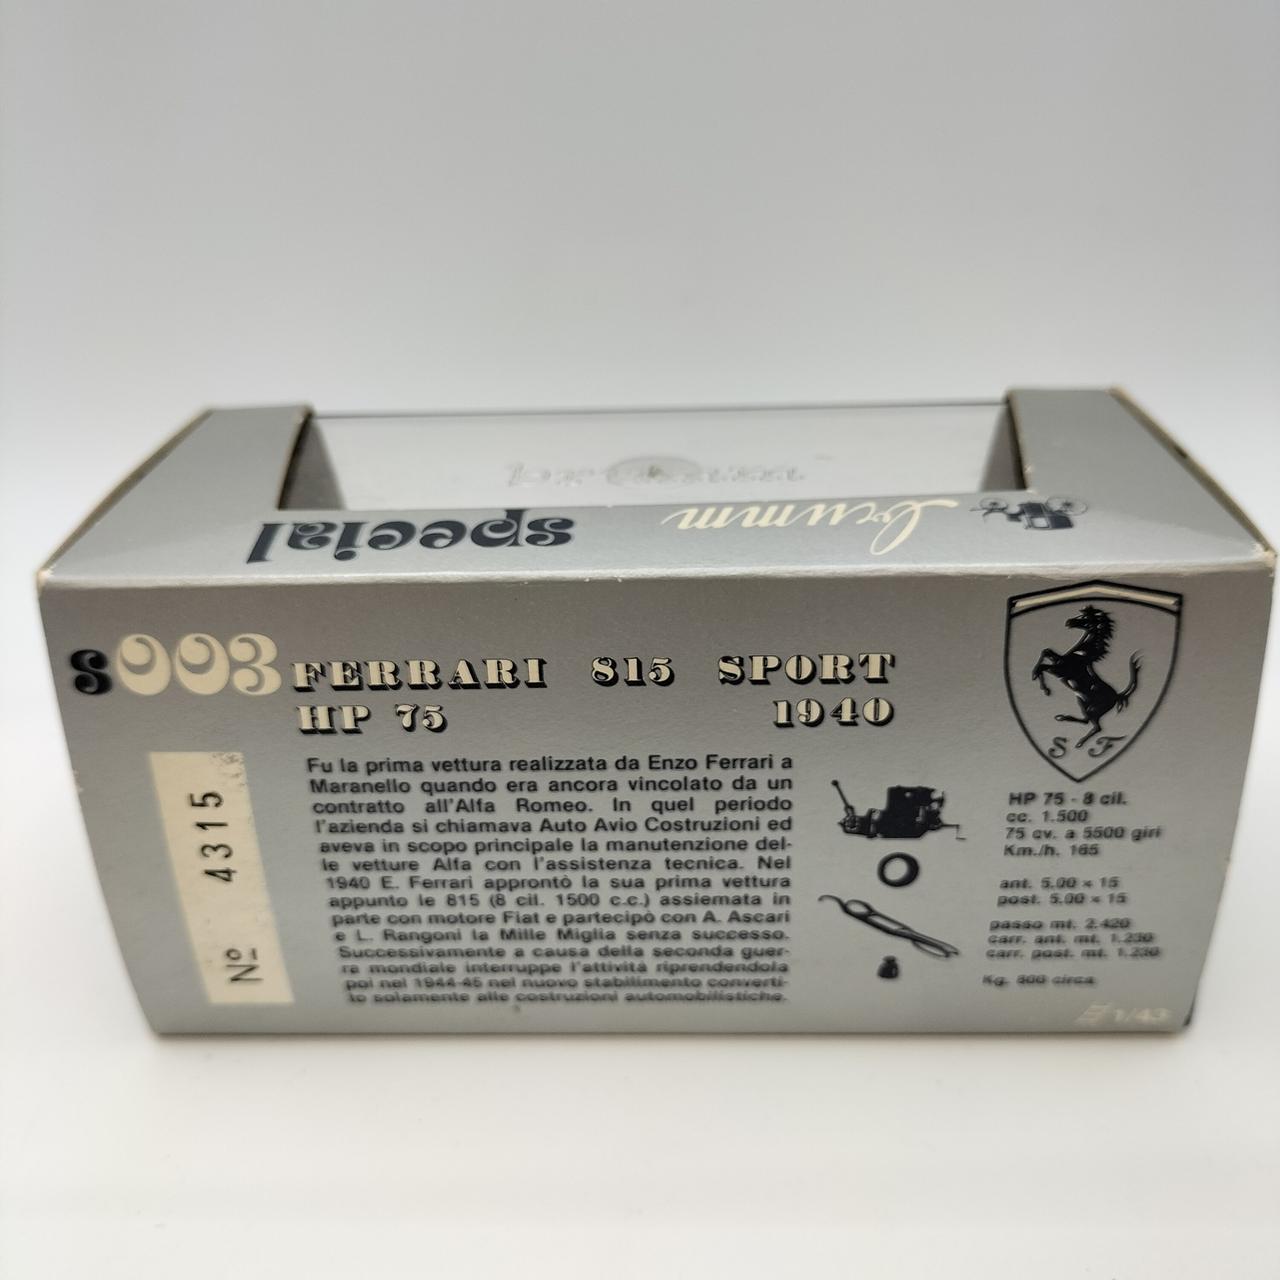 brumm
special
brumm
s003 FERRARI 815 SPORT
HP 75 1940
Nº 4315
Fu la prima vettura realizzata da Enzo Ferrari a
Maranello quando era ancora vincolato da un
contratto all'Alfa Romeo. In quel periodo
l'azienda si chiamava Auto Avio Costruzioni ed
aveva in scopo principale la manutenzione del-
le vetture Alfa con l'assistenza tecnica. Nel
1940 E. Ferrari approntò la sua prima vettura
appunto le 815 (8 cil. 1500 c.c.) assiemata in
parte con motore Fiat e partecipò con A. Ascari
e L. Rangoni la Mille Miglia senza successo.
Successivamente a causa della seconda guer-
ra mondiale interruppe l'attività riprendendola
poi nel 1944-45 nel nuovo stabilimento converti-
to solamente alle costruzioni automobilistiche.
S F
HP 75 - 8 cil.
cc. 1.500
75 cv. a 5500 giri
Km./h. 165
ant. 5.00 × 15
post. 5.00 × 15
passo mt. 2.420
carr. ant. mt. 1.230
carr. post. mt. 1.230
Kg. 500 circa
1/43